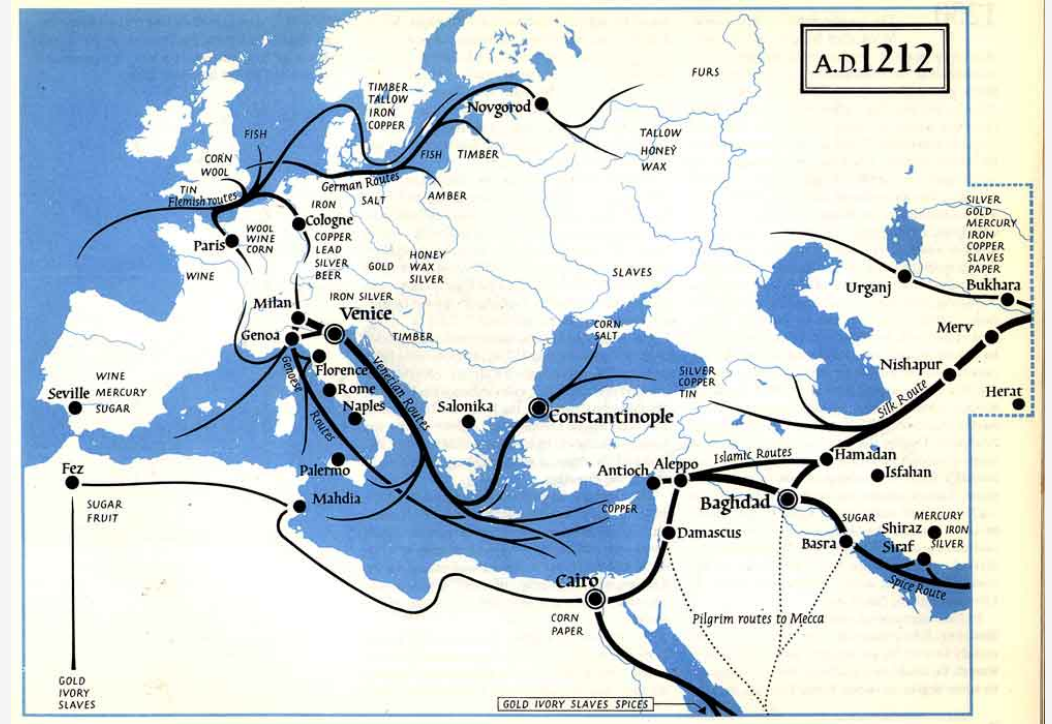 A.D.1212
FURS
TIMBER
TALLOW
IRON
COPPER
Novgorod
TALLOW
HONEY
WAX
FISH
FISH
TIMBER
CORN
WOOL
TIN
Flemish routes
German Routes
SALT
AMBER
IRON
Cologne
COPPER
LEAD
SILVER
BEER
Paris
WOOL
WINE
CORN
WINE
GOLD
HONEY
WAX
SILVER
SLAVES
SILVER
GOLD
MERCURY
IRON
COPPER
SLAVES
PAPER
Urganj
Bukhara
Merv
Nishapur
Herat
Silk Route
Milan
IRON SILVER
Venice
Genoa
TIMBER
Florence
Genoese
Routes
Venetian Routes
Rome
Naples
CORN
SALT
SILVER
COPPER
TIN
Seville
WINE
MERCURY
SUGAR
Salonika
Constantinople
Palermo
Fez
SUGAR
FRUIT
Mahdia
Antioch
Aleppo
Islamic Routes
Hamadan
Isfahan
Baghdad
COPPER
SUGAR
Damascus
Basra
Shiraz
MERCURY
IRON
SILVER
Siraf
Spice Route
Cairo
CORN
PAPER
Pilgrim routes to Mecca
GOLD
IVORY
SLAVES
GOLD IVORY SLAVES SPICES